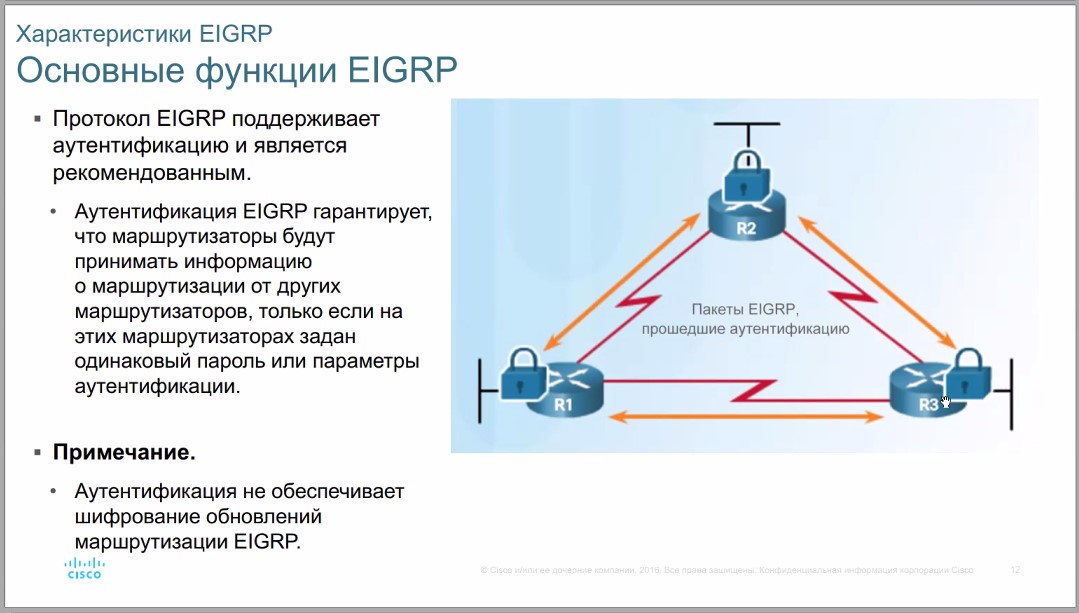 Характеристики EIGRP
Основные функции EIGRP
▪ Протокол EIGRP поддерживает
аутентификацию и является
рекомендованным.
• Аутентификация EIGRP гарантирует,
что маршрутизаторы будут
принимать информацию
о маршрутизации от других
маршрутизаторов, только если на
этих маршрутизаторах задан
одинаковый пароль или параметры
аутентификации.
▪ Примечание.
• Аутентификация не обеспечивает
шифрование обновлений
маршрутизации EIGRP.
R2
Пакеты EIGRP,
прошедшие аутентификацию
R1
R3
CISCO
© Cisco и/или ее дочерние компании, 2016. Все права защищены. Конфиденциальная информация корпорации Cisco
12